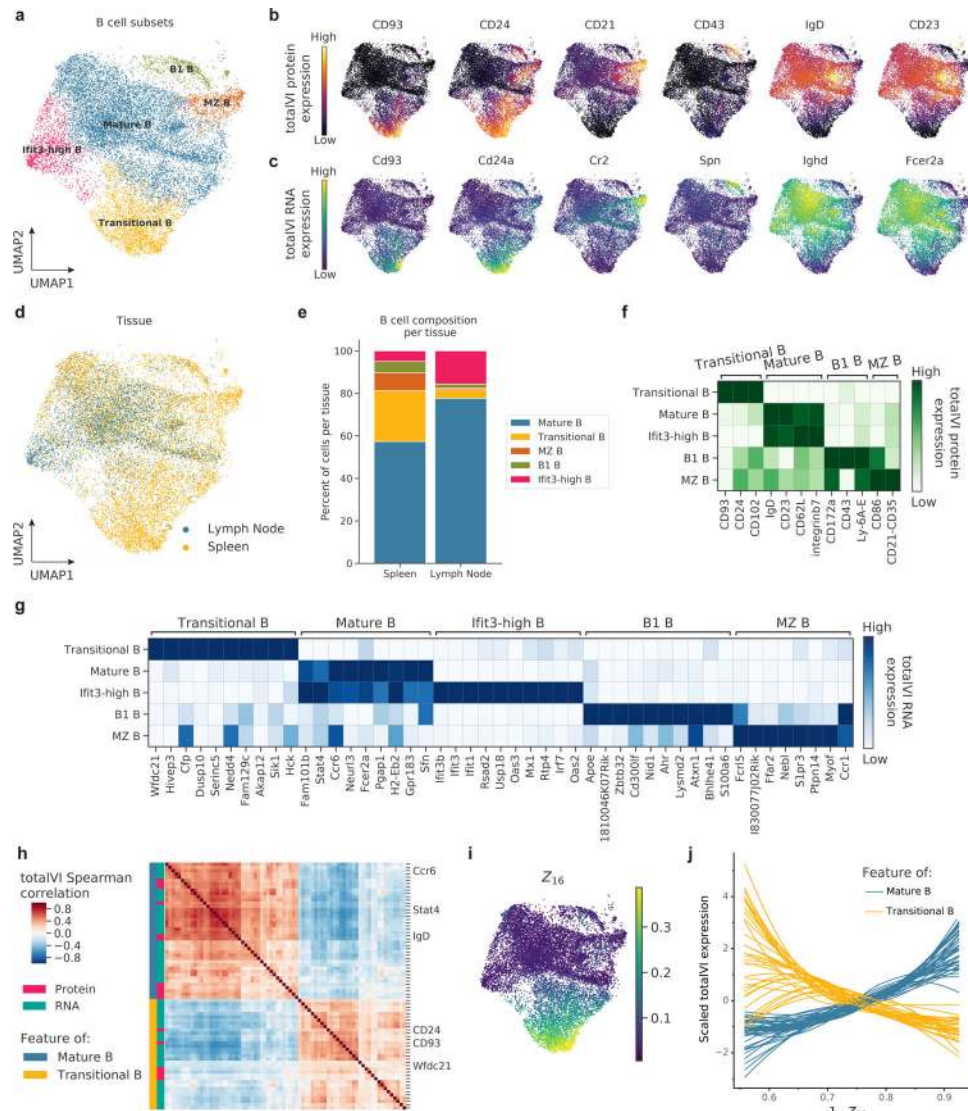 a
B cell subsets
B1 B
MZ B
Mature B
Ifit3-high B
Transitional B
UMAP2
UMAP1
b
totalVI protein
expression
High
Low
CD93
CD24
CD21
CD43
IgD
CD23
c
totalVI RNA
expression
High
Low
Cd93
Cd24a
Cr2
Spn
Ighd
Fcer2a
d
Tissue
Lymph Node
Spleen
UMAP2
UMAP1
e
B cell composition
per tissue
Percent of cells per tissue
100
80
60
40
20
0
Spleen
Lymph Node
Mature B
Transitional B
MZ B
B1 B
Ifit3-high B
f
Transitional B
Mature B
B1 B
MZ B
Transitional B
Mature B
Ifit3-high B
B1 B
MZ B
CD93
CD24
CD102
IgD
CD23
CD62L
integrinb7
CD172a
CD43
Ly-6A-E
CD86
CD21-CD35
High
Low
totalVI protein
expression
g
Transitional B
Mature B
Ifit3-high B
B1 B
MZ B
Transitional B
Mature B
Ifit3-high B
B1 B
MZ B
Wfdc21
Hivep3
Cfp
Dusp10
Serinc5
Nedd4
Fam129c
Akap12
Sik1
Hck
Fam101b
Stat4
Ccr6
Neurl3
Fcer2a
Pgap1
H2-Eb2
Gpr183
Sfn
Ifit3b
Ifit3
Ifit1
Rsad2
Usp18
Oas3
Mx1
Rtp4
Irf7
Oas2
Apoe
1810046K07Rik
Zbtb32
Cd300lf
Nid1
Ahr
Lysmd2
Atxn1
Bhlhe41
S100a6
Fcrl5
I830077J02Rik
Ffar2
Nebl
S1pr3
Ptpn14
Myof
Ccr1
High
Low
totalVI RNA
expression
h
totalVI Spearman
correlation
0.8
0.4
0.0
−0.4
−0.8
Protein
RNA
Feature of:
Mature B
Transitional B
Ccr6
Stat4
IgD
CD24
CD93
Wfdc21
i
Z16
0.3
0.2
0.1
j
Feature of:
Mature B
Transitional B
Scaled totalVI expression
4
2
0
−2
0.6
0.7
0.8
0.9